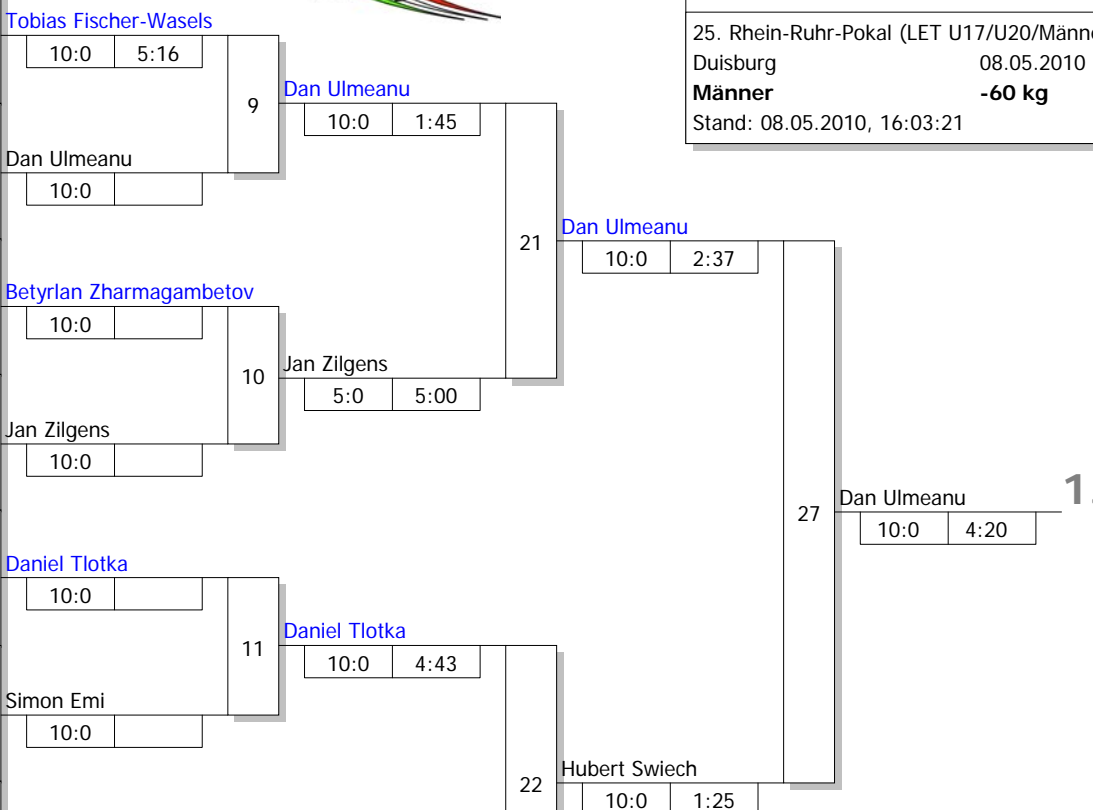 Tobias Fischer-Wasels
10:0 5:16
9
Dan Ulmeanu
10:0
Dan Ulmeanu
10:0 1:45
25. Rhein-Ruhr-Pokal (LET U17/U20/Männe
Duisburg 08.05.2010
Männer -60 kg
Stand: 08.05.2010, 16:03:21
21
Dan Ulmeanu
10:0 2:37
Betyrlan Zharmagambetov
10:0
10
Jan Zilgens
10:0
Jan Zilgens
5:0 5:00
27
Dan Ulmeanu
10:0 4:20
1
Daniel Tlotka
10:0
11
Simon Emi
10:0
Daniel Tlotka
10:0 4:43
22
Hubert Swiech
10:0 1:25